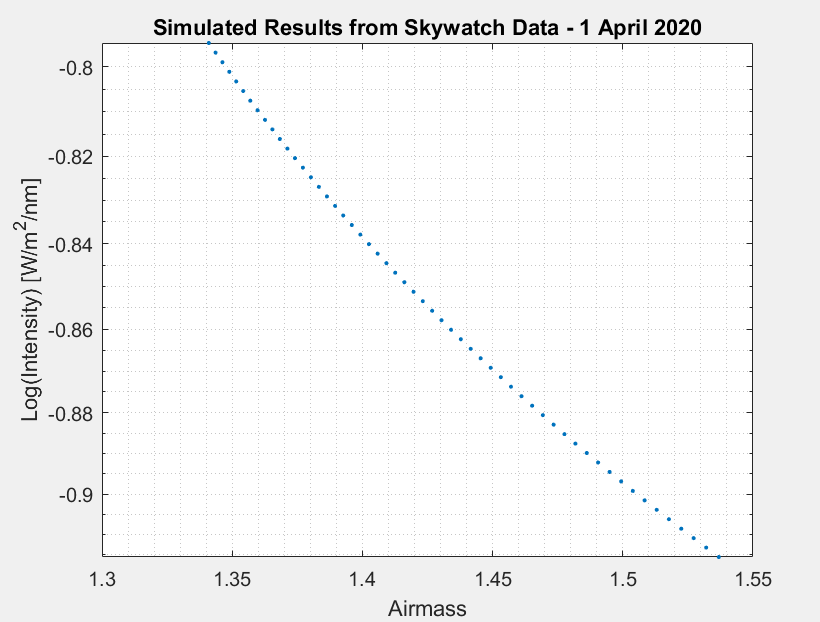 Simulated Results from Skywatch Data - 1 April 2020
-0.8
-0.82
-0.84
-0.86
-0.88
-0.9
Log(Intensity) [W/m²/nm]
1.3 1.35 1.4 1.45 1.5 1.55
Airmass